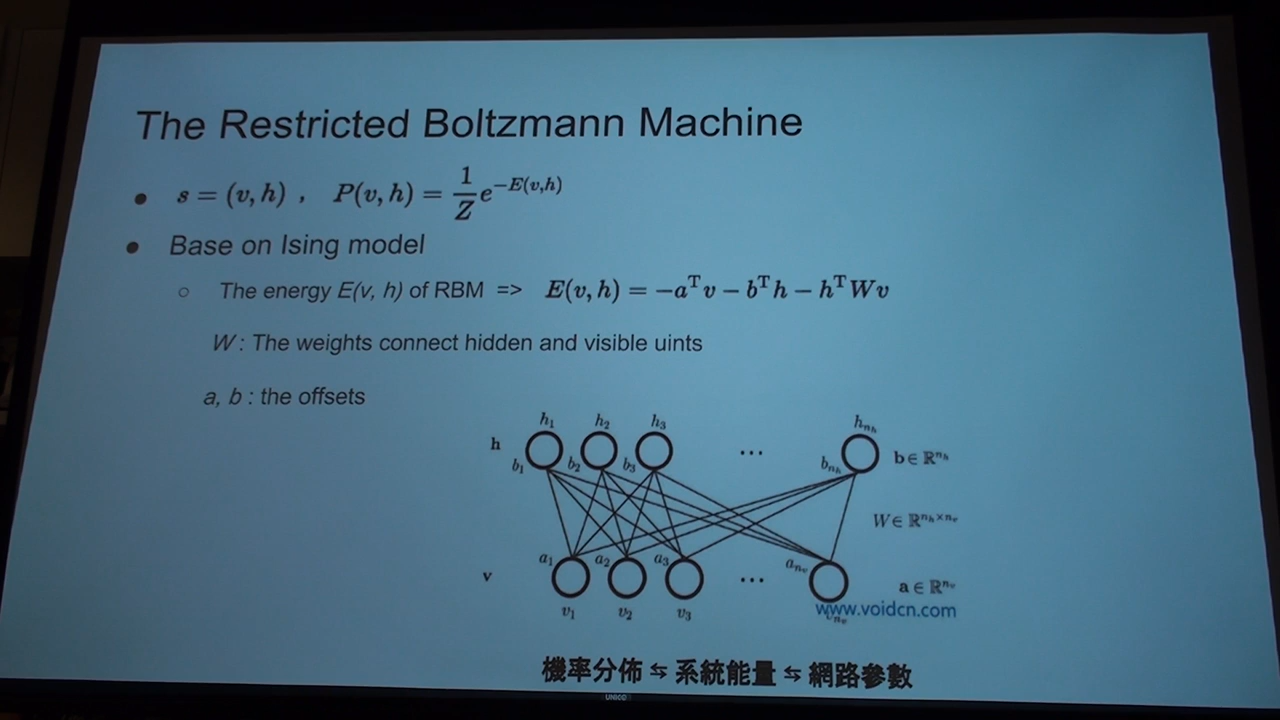 The Restricted Boltzmann Machine
● s = (v, h) , P(v, h) = 1/Z e^{-E(v,h)}
● Base on Ising model
○ The energy E(v, h) of RBM => E(v, h) = −a^T v − b^T h − h^T W v
W : The weights connect hidden and visible uints
a, b : the offsets
h_1 h_2 h_3 h_{n_h}
h ⋯
b_1 b_2 b_3 b_{n_h} b ∈ ℝ^{n_h}
W ∈ ℝ^{n_h×n_v}
a_1 a_2 a_3 a_{n_v}
v ⋯ a ∈ ℝ^{n_v}
v_1 v_2 v_3 v_{n_v}
www.voidcn.com
機率分佈 ⇆ 系統能量 ⇆ 網路參數
UNICO